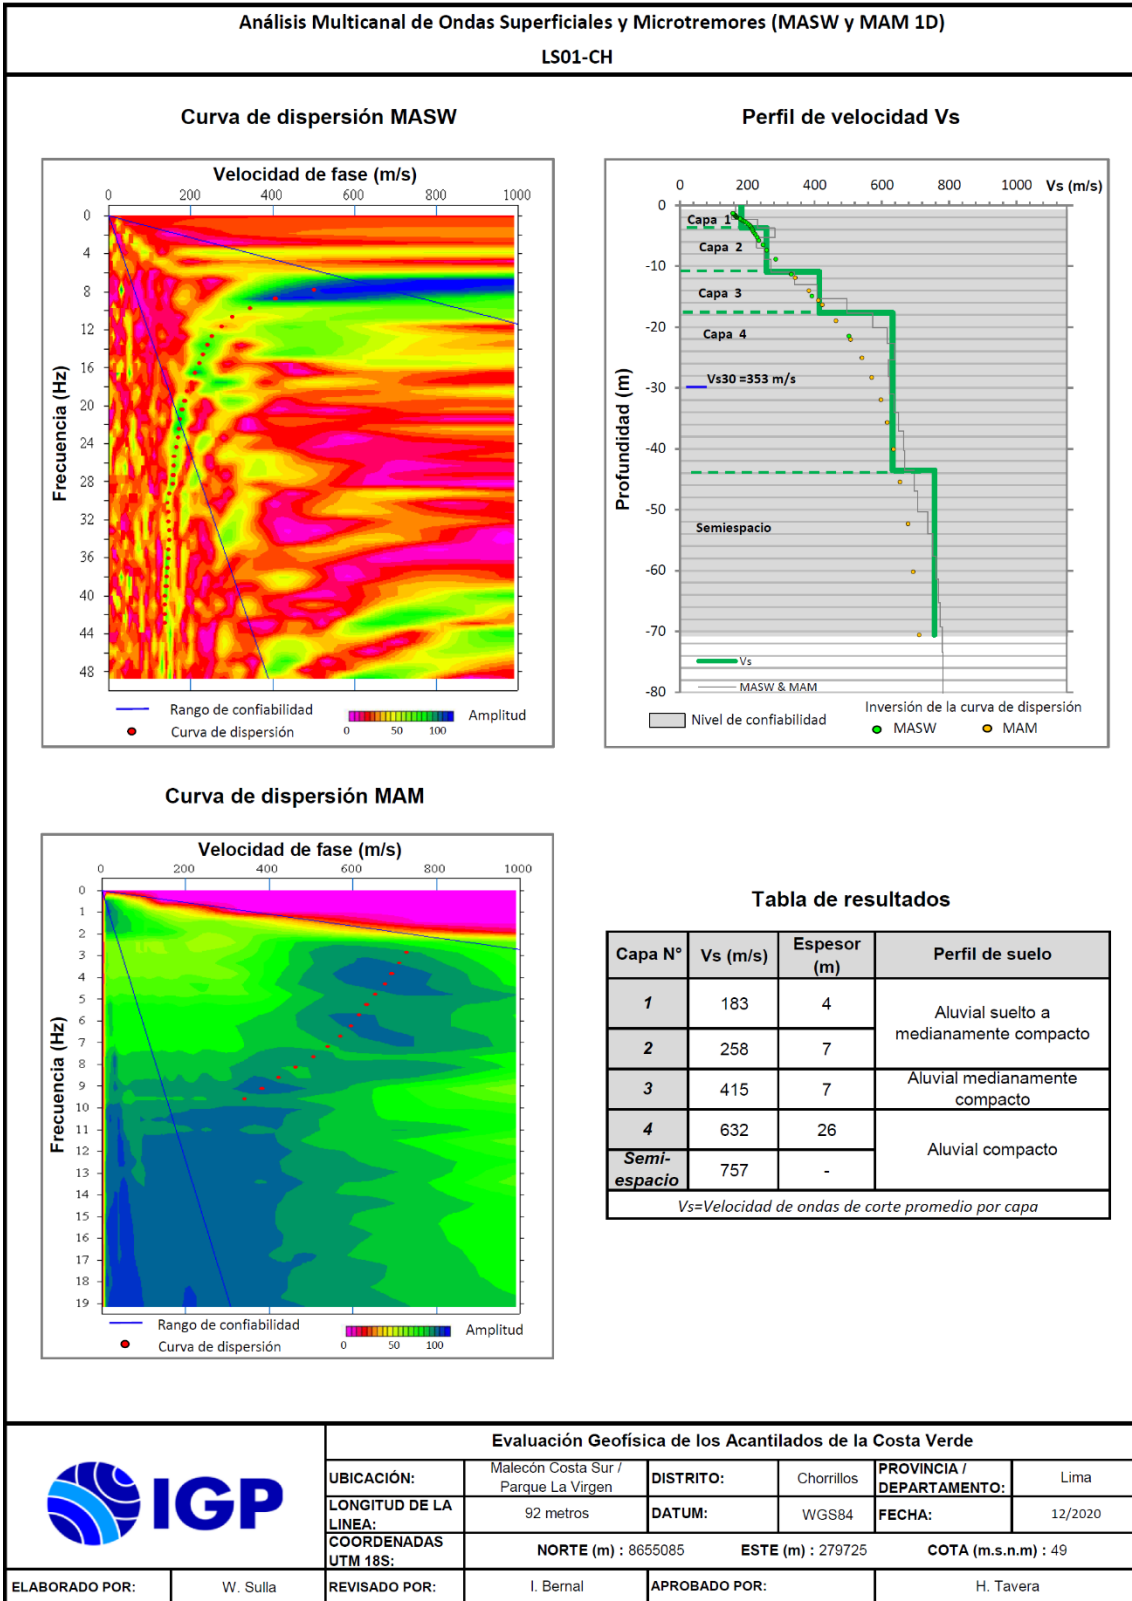 Análisis Multicanal de Ondas Superficiales y Microtremores (MASW y MAM 1D)
LS01-CH
Curva de dispersión MASW
Velocidad de fase (m/s)
0 200 400 600 800 1000
Frecuencia (Hz)
0
4
8
12
16
20
24
28
32
36
40
44
48
Rango de confiabilidad
Curva de dispersión
0 50 100
Amplitud
Perfil de velocidad Vs
0 200 400 600 800 1000 Vs (m/s)
Profundidad (m)
0
-10
-20
-30
-40
-50
-60
-70
-80
Capa 1
Capa 2
Capa 3
Capa 4
Vs30 =353 m/s
Semiespacio
Vs
MASW & MAM
Nivel de confiabilidad
Inversión de la curva de dispersión
MASW MAM
Curva de dispersión MAM
Velocidad de fase (m/s)
0 200 400 600 800 1000
Frecuencia (Hz)
0
1
2
3
4
5
6
7
8
9
10
11
12
13
14
15
16
17
18
19
Rango de confiabilidad
Curva de dispersión
0 50 100
Amplitud
Tabla de resultados
Capa N° Vs (m/s) Espesor (m) Perfil de suelo
1 183 4 Aluvial suelto a medianamente compacto
2 258 7
3 415 7 Aluvial medianamente compacto
4 632 26 Aluvial compacto
Semi-espacio 757 -
Vs=Velocidad de ondas de corte promedio por capa
IGP
Evaluación Geofísica de los Acantilados de la Costa Verde
UBICACIÓN: Malecón Costa Sur / Parque La Virgen DISTRITO: Chorrillos PROVINCIA / DEPARTAMENTO: Lima
LONGITUD DE LA LINEA: 92 metros DATUM: WGS84 FECHA: 12/2020
COORDENADAS UTM 18S: NORTE (m) : 8655085 ESTE (m) : 279725 COTA (m.s.n.m) : 49
ELABORADO POR: W. Sulla REVISADO POR: I. Bernal APROBADO POR: H. Tavera